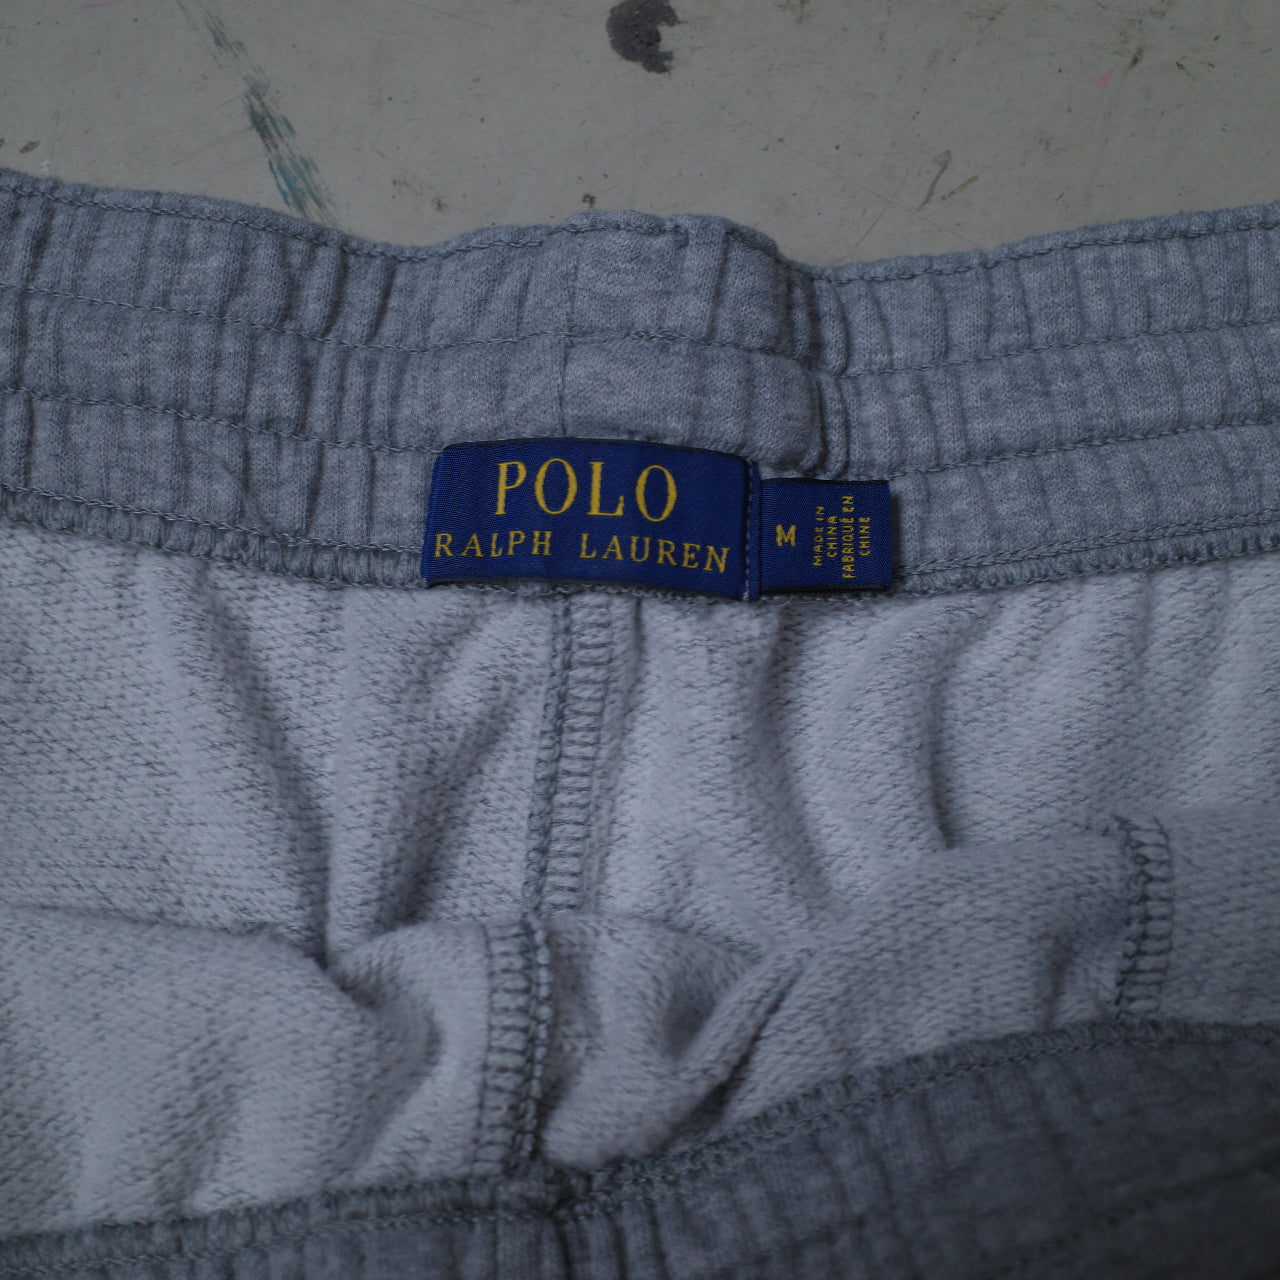 POLO
RALPH LAUREN
M
MADE IN
CHINA
FABRIQUÉ EN
CHINE